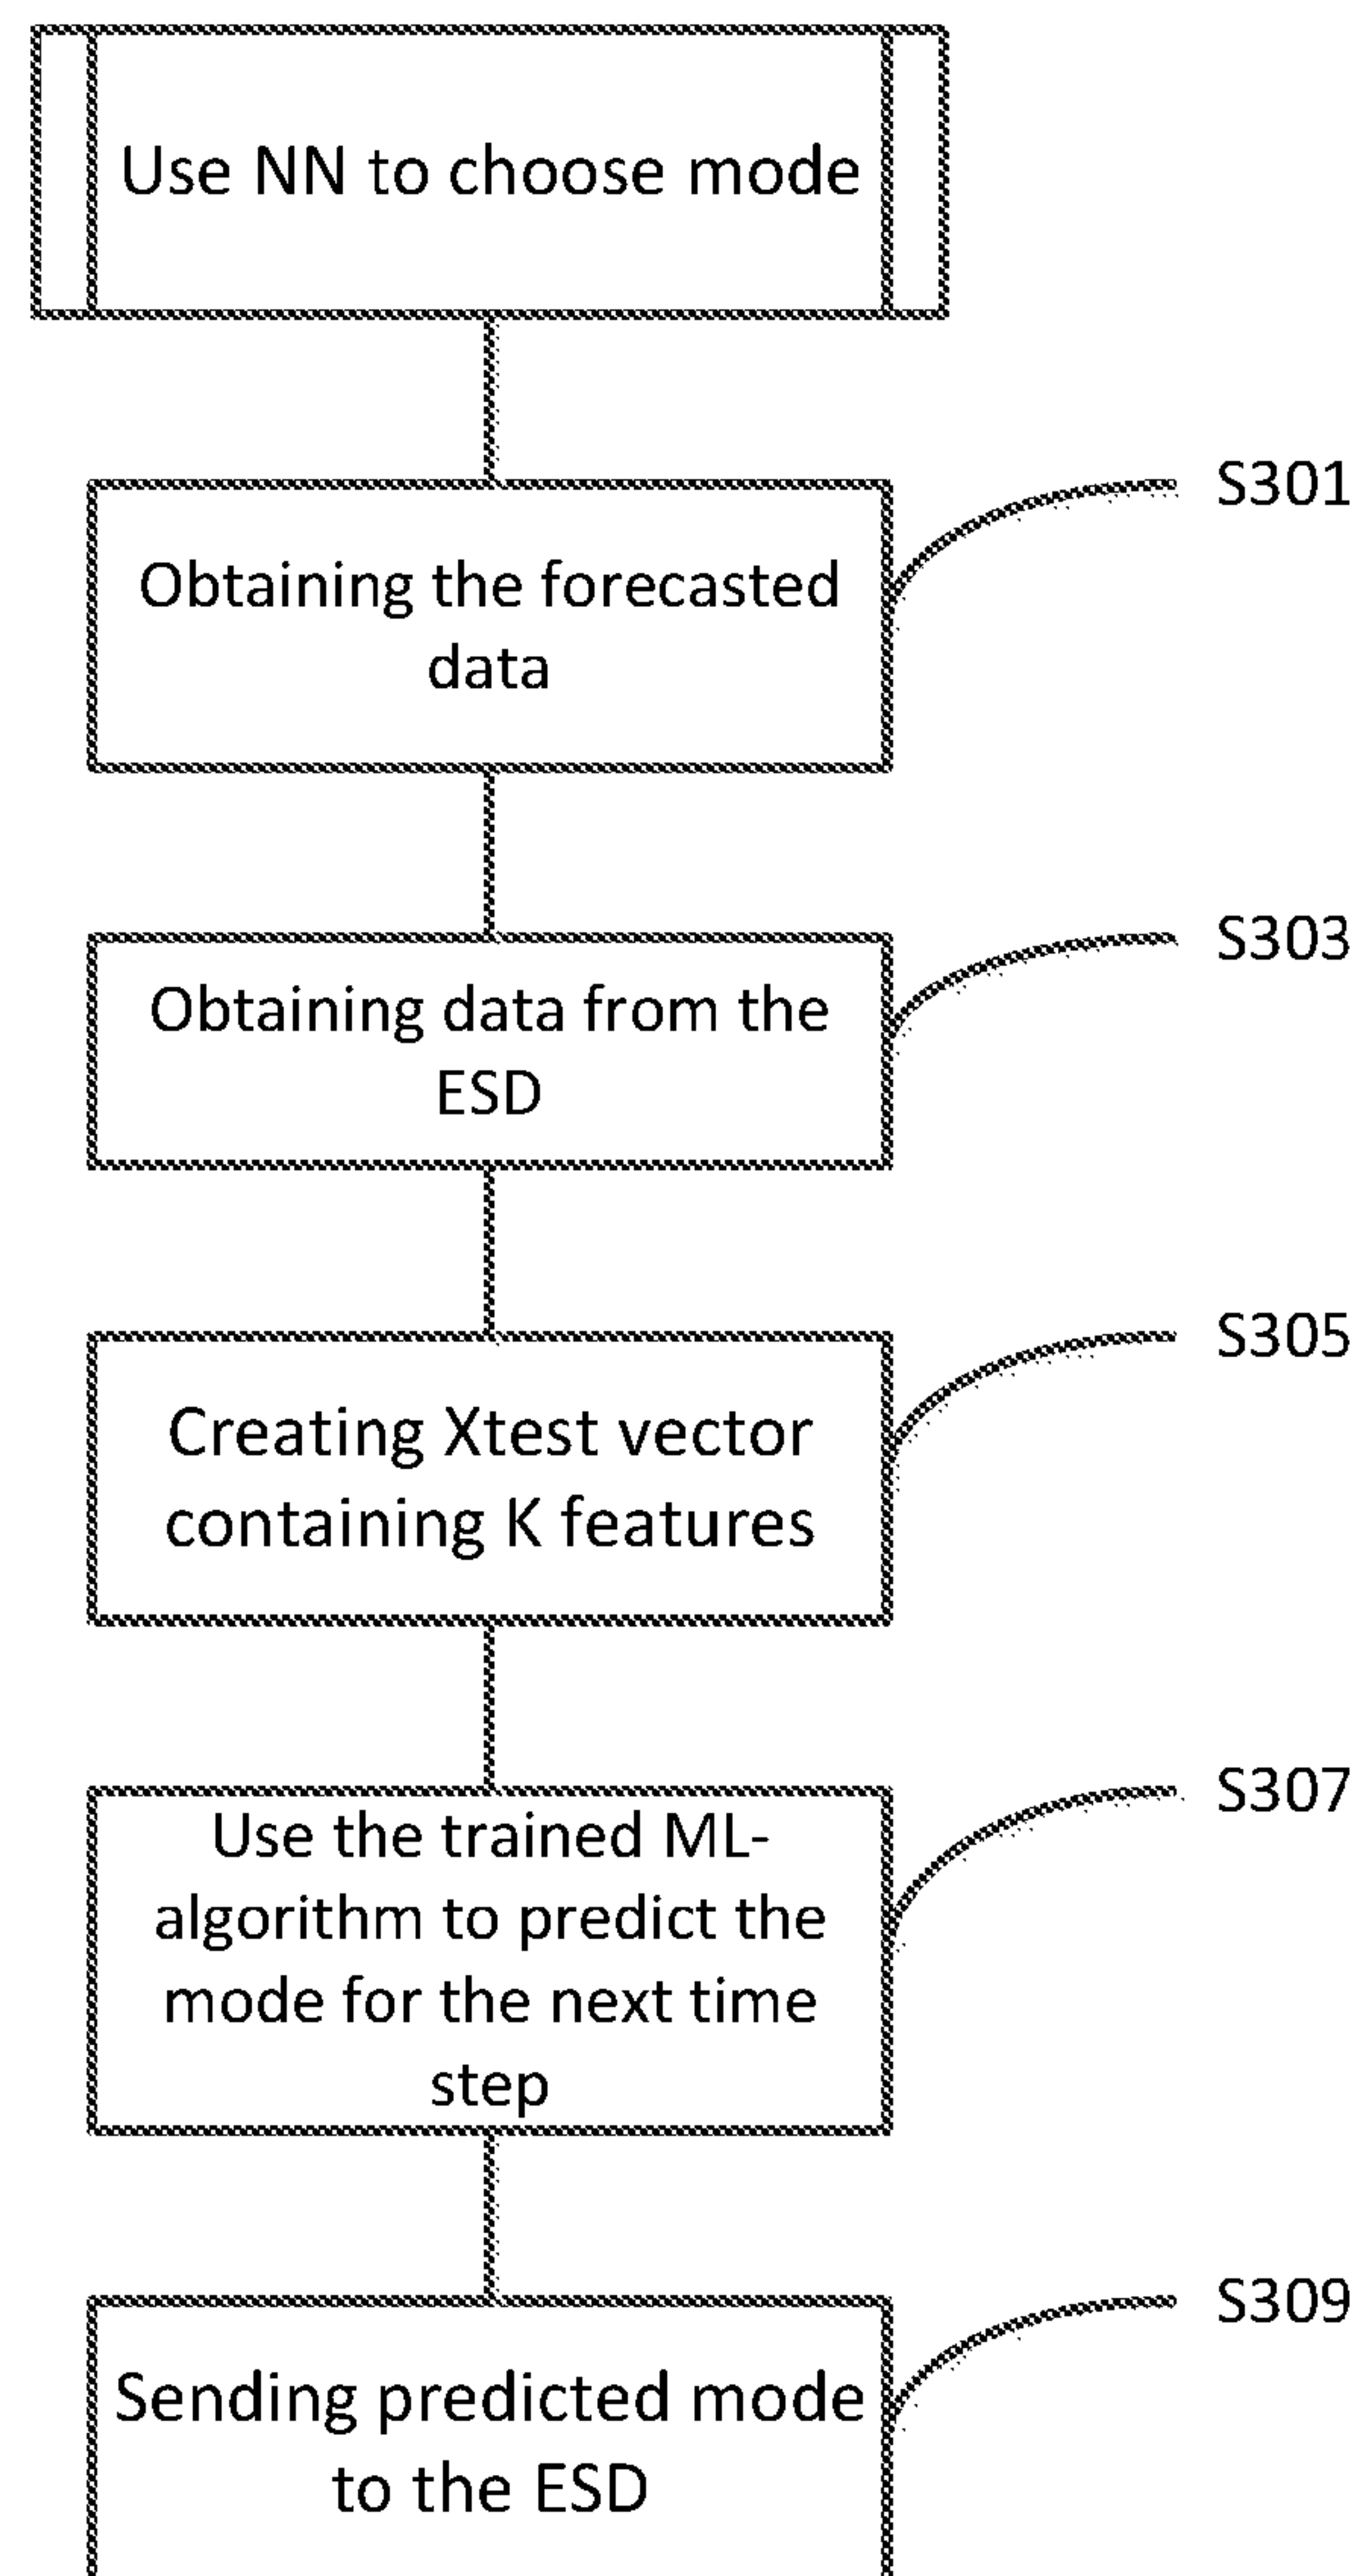 Use NN to choose mode
S301
Obtaining the forecasted
data
S303
Obtaining data from the
ESD
S305
Creating Xtest vector
containing K features
S307
Use the trained ML-
algorithm to predict the
mode for the next time
step
S309
Sending predicted mode
to the ESD